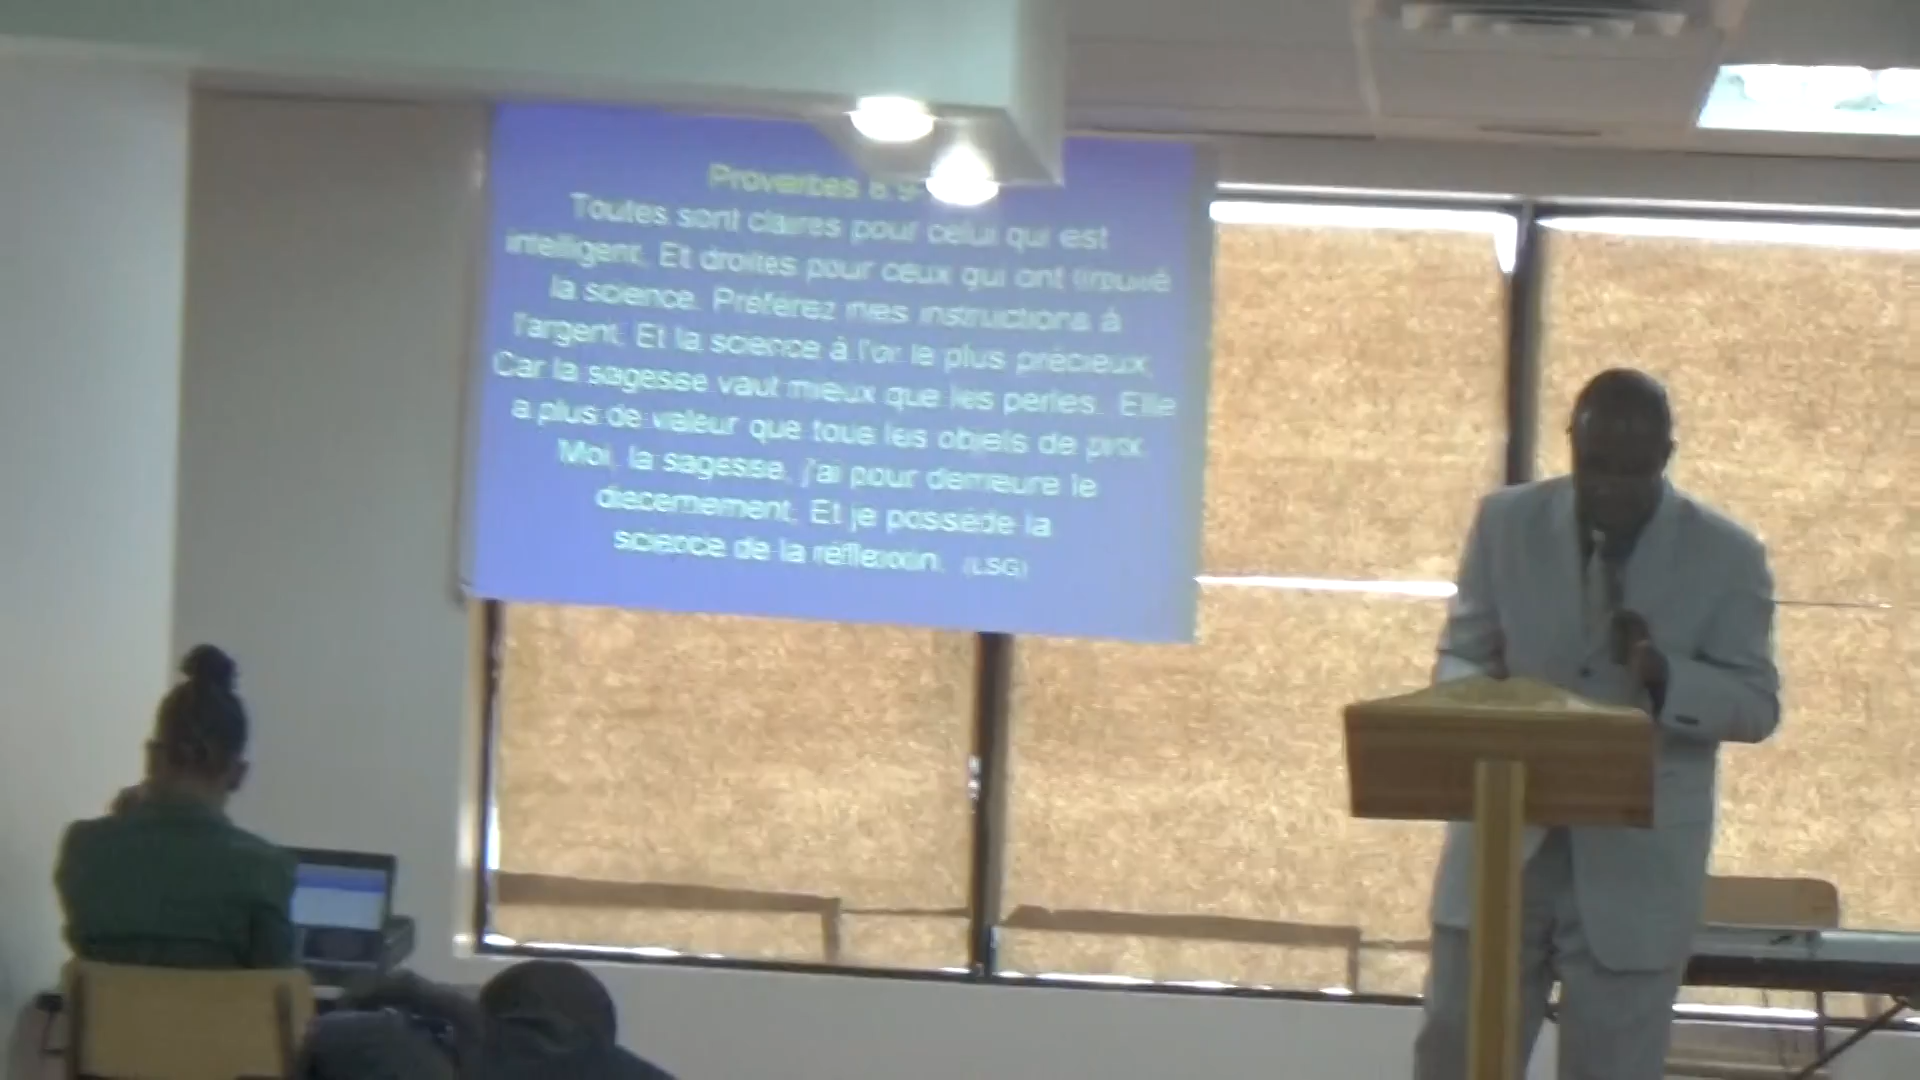 Proverbes 8.9
Toutes sont claires pour celui qui est
intelligent, Et droites pour ceux qui ont trouvé
la science. Préférez mes instructions à
l'argent, Et la science à l'or le plus précieux;
Car la sagesse vaut mieux que les perles, Elle
a plus de valeur que tous les objets de prix.
Moi, la sagesse, j'ai pour demeure le
discernement, Et je possède la
science de la réflexion. (LSG)